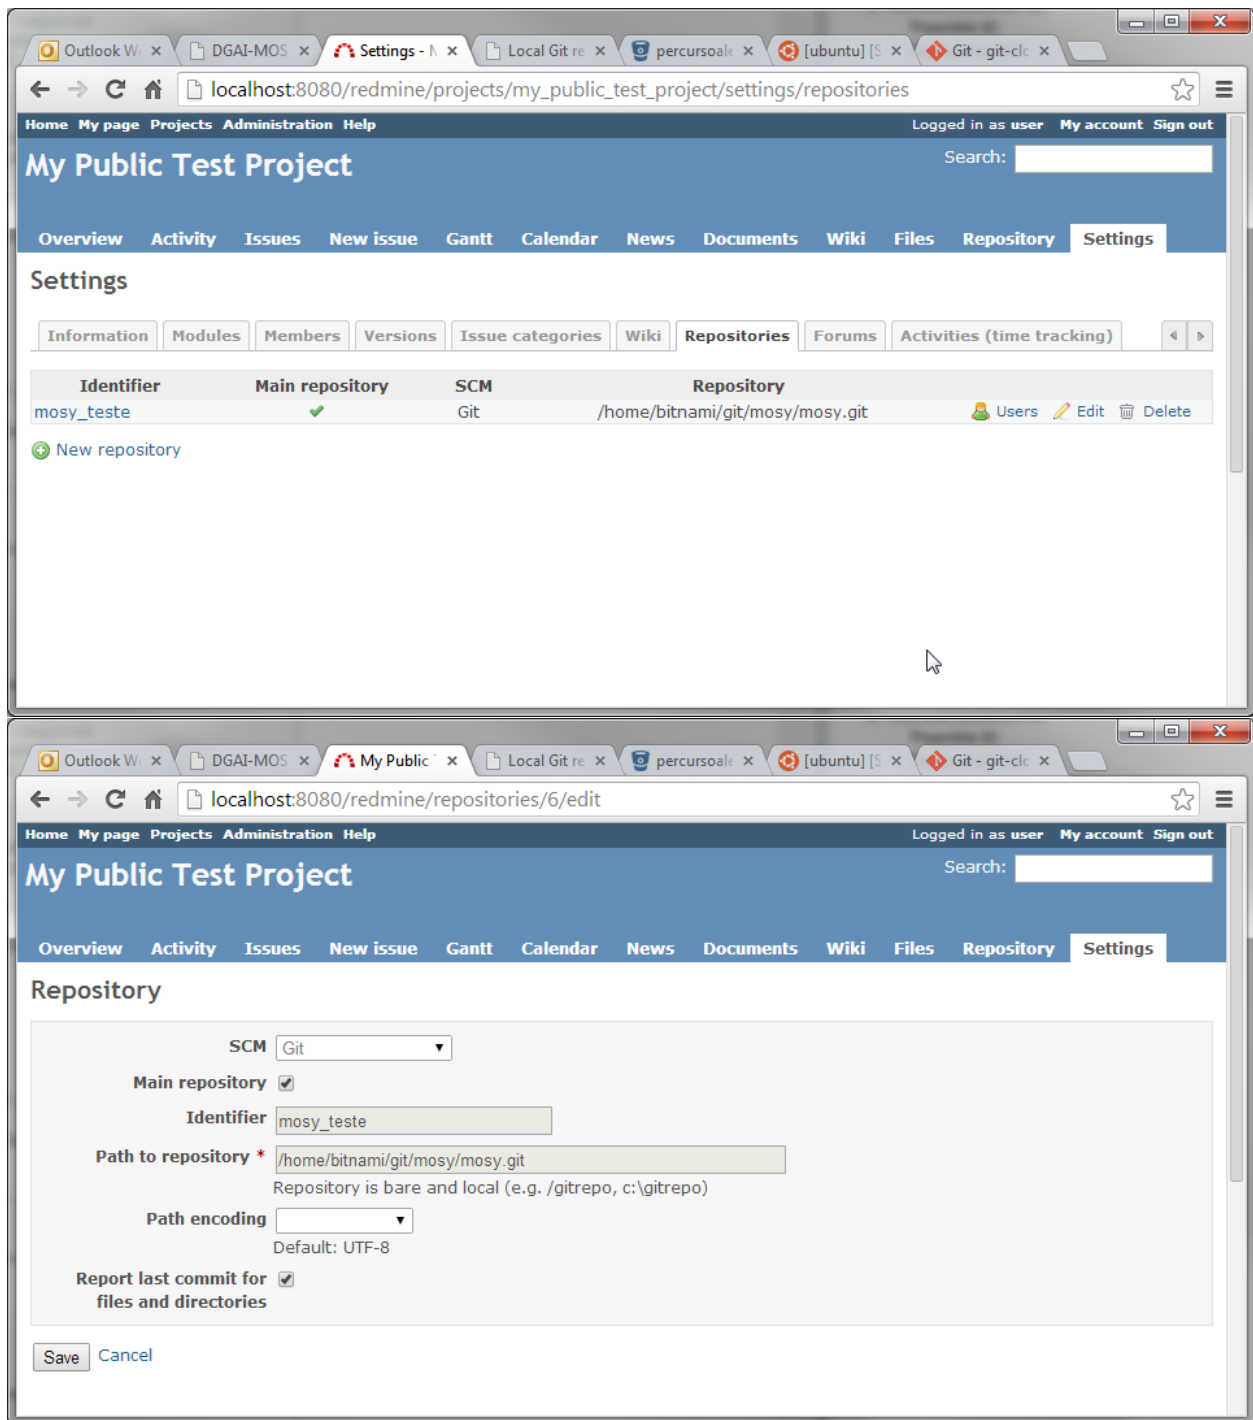 Outlook W
DGAI-MOS
Settings - N
Local Git re
percursoale
[ubuntu] [S
Git - git-clc
localhost:8080/redmine/projects/my_public_test_project/settings/repositories
Home My page Projects Administration Help
Logged in as user My account Sign out
My Public Test Project
Search:
Overview Activity Issues New issue Gantt Calendar News Documents Wiki Files Repository Settings
Settings
Information Modules Members Versions Issue categories Wiki Repositories Forums Activities (time tracking)
Identifier Main repository SCM Repository
mosy_teste Git /home/bitnami/git/mosy/mosy.git Users Edit Delete
New repository
Outlook W
DGAI-MOS
My Public
Local Git re
percursoale
[ubuntu] [S
Git - git-clc
localhost:8080/redmine/repositories/6/edit
Home My page Projects Administration Help
Logged in as user My account Sign out
My Public Test Project
Search:
Overview Activity Issues New issue Gantt Calendar News Documents Wiki Files Repository Settings
Repository
SCM Git
Main repository
Identifier mosy_teste
Path to repository * /home/bitnami/git/mosy/mosy.git
Repository is bare and local (e.g. /gitrepo, c:\gitrepo)
Path encoding
Default: UTF-8
Report last commit for
files and directories
Save Cancel